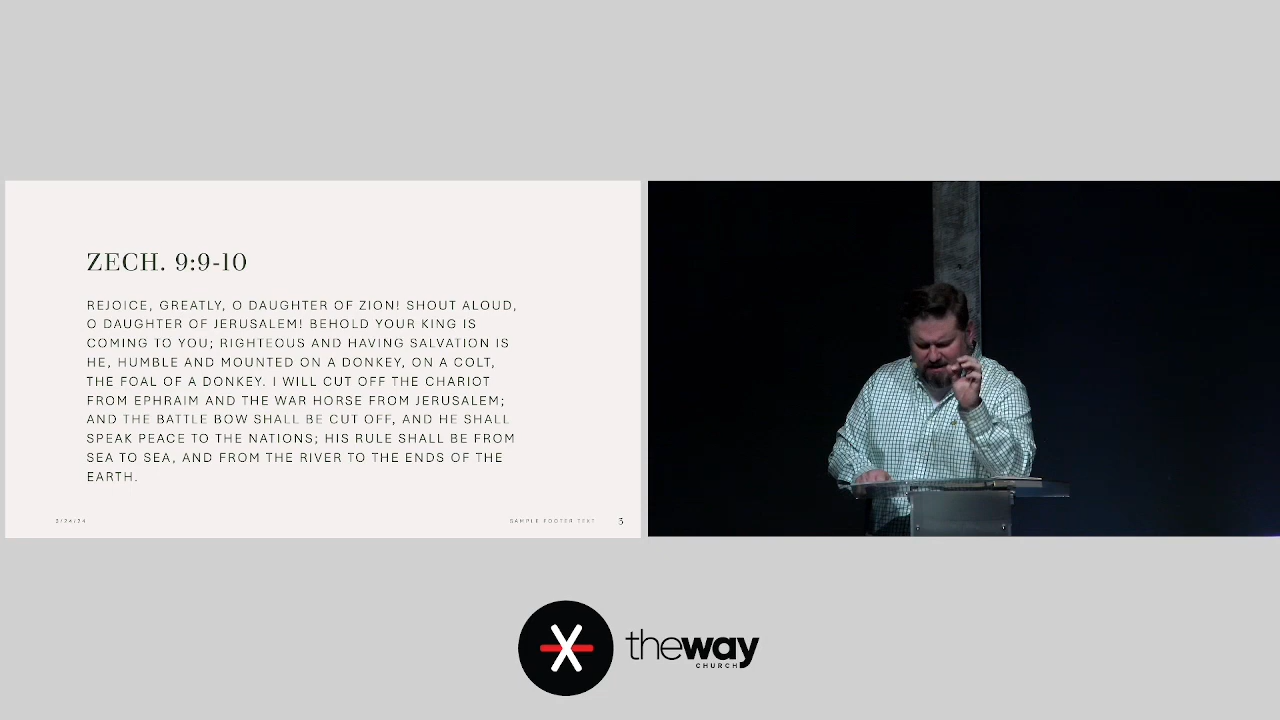 ZECH. 9:9-10
REJOICE, GREATLY, O DAUGHTER OF ZION! SHOUT ALOUD,
O DAUGHTER OF JERUSALEM! BEHOLD YOUR KING IS
COMING TO YOU; RIGHTEOUS AND HAVING SALVATION IS
HE, HUMBLE AND MOUNTED ON A DONKEY, ON A COLT,
THE FOAL OF A DONKEY. I WILL CUT OFF THE CHARIOT
FROM EPHRAIM AND THE WAR HORSE FROM JERUSALEM;
AND THE BATTLE BOW SHALL BE CUT OFF, AND HE SHALL
SPEAK PEACE TO THE NATIONS; HIS RULE SHALL BE FROM
SEA TO SEA, AND FROM THE RIVER TO THE ENDS OF THE
EARTH.
SAMPLE FOOTER TEXT 5
theway
CHURCH